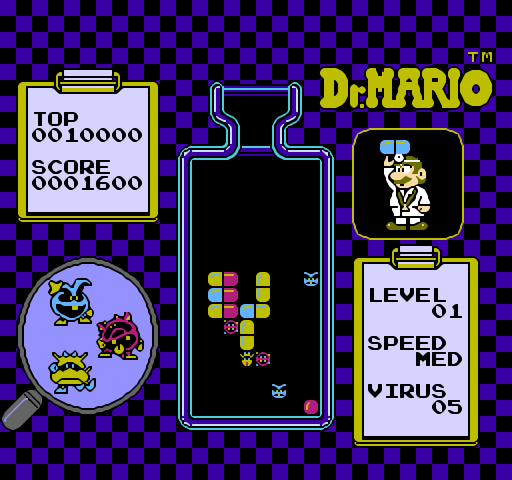 TM
Dr. MARIO
TOP
0010000
SCORE
0001600
LEVEL
01
SPEED
MED
VIRUS
05